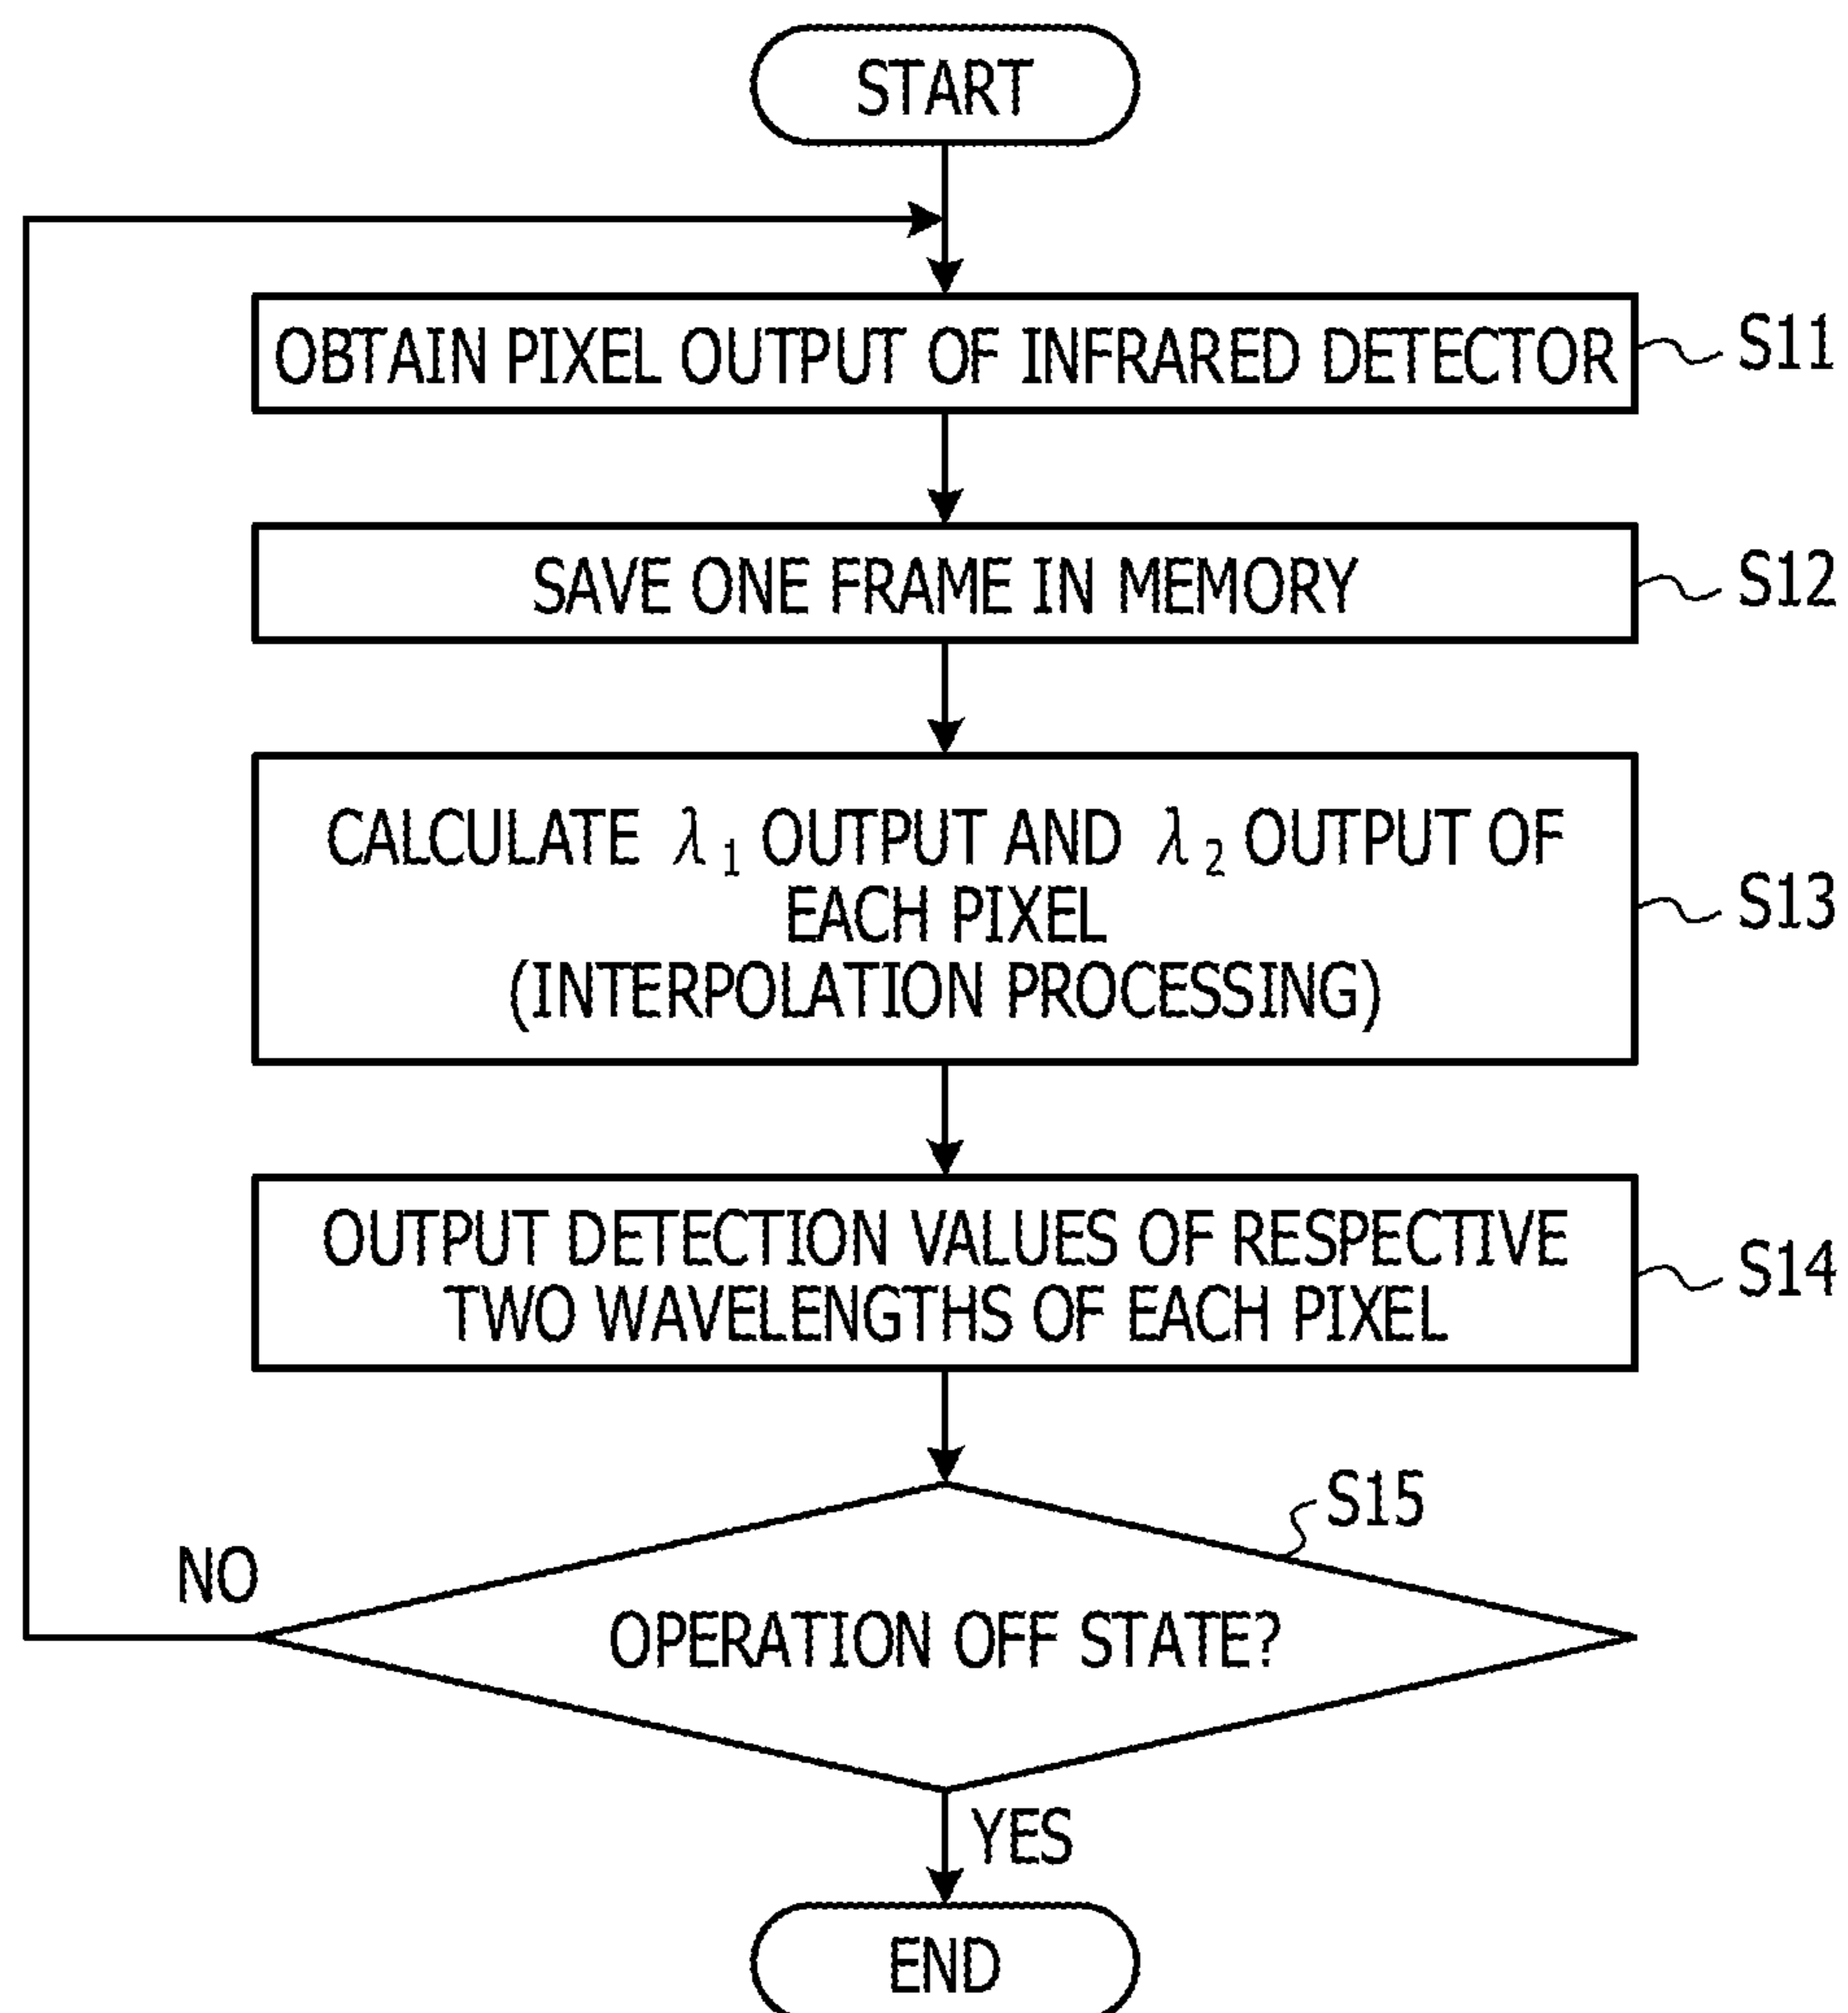 START
OBTAIN PIXEL OUTPUT OF INFRARED DETECTOR
S11
SAVE ONE FRAME IN MEMORY
S12
CALCULATE λ₁ OUTPUT AND λ₂ OUTPUT OF
EACH PIXEL
(INTERPOLATION PROCESSING)
S13
OUTPUT DETECTION VALUES OF RESPECTIVE
TWO WAVELENGTHS OF EACH PIXEL
S14
S15
NO
OPERATION OFF STATE?
YES
END